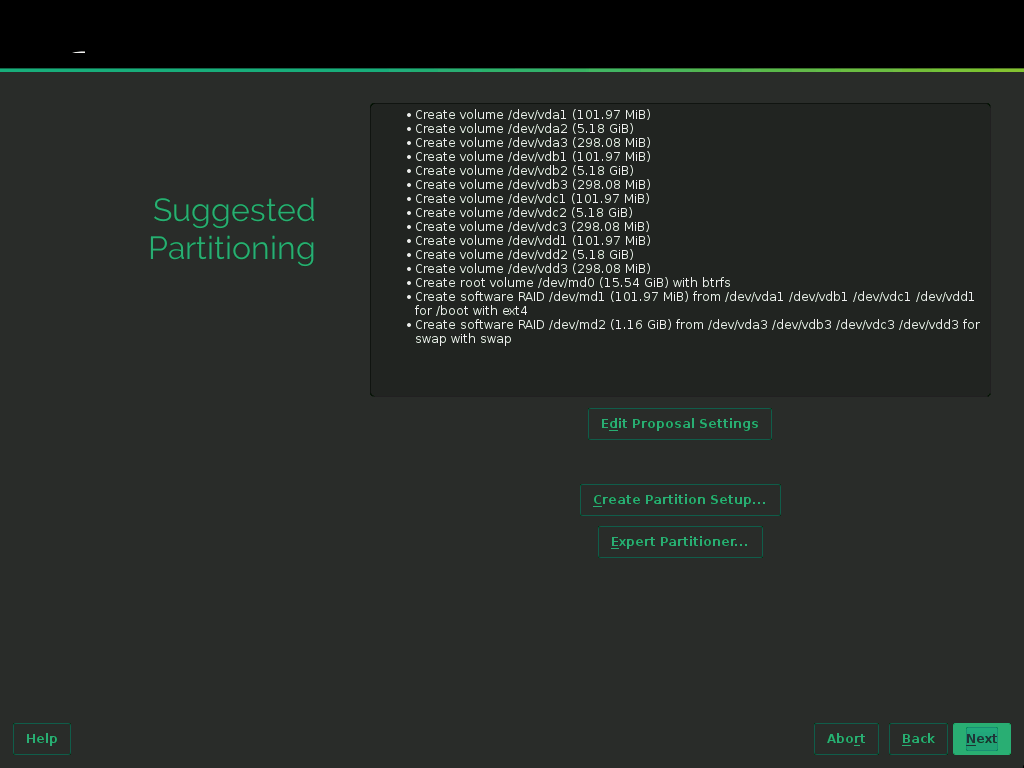 Suggested
Partitioning
• Create volume /dev/vda1 (101.97 MiB)
• Create volume /dev/vda2 (5.18 GiB)
• Create volume /dev/vda3 (298.08 MiB)
• Create volume /dev/vdb1 (101.97 MiB)
• Create volume /dev/vdb2 (5.18 GiB)
• Create volume /dev/vdb3 (298.08 MiB)
• Create volume /dev/vdc1 (101.97 MiB)
• Create volume /dev/vdc2 (5.18 GiB)
• Create volume /dev/vdc3 (298.08 MiB)
• Create volume /dev/vdd1 (101.97 MiB)
• Create volume /dev/vdd2 (5.18 GiB)
• Create volume /dev/vdd3 (298.08 MiB)
• Create root volume /dev/md0 (15.54 GiB) with btrfs
• Create software RAID /dev/md1 (101.97 MiB) from /dev/vda1 /dev/vdb1 /dev/vdc1 /dev/vdd1
for /boot with ext4
• Create software RAID /dev/md2 (1.16 GiB) from /dev/vda3 /dev/vdb3 /dev/vdc3 /dev/vdd3 for
swap with swap
Edit Proposal Settings
Create Partition Setup...
Expert Partitioner...
Help
Abort
Back
Next